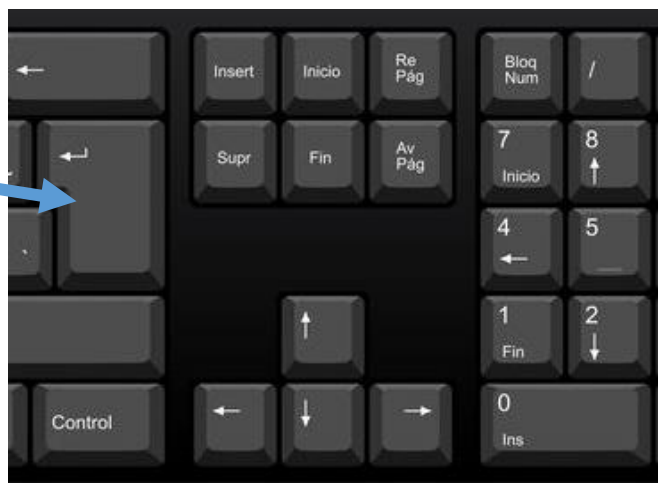 ←
Insert
Inicio
Re
Pág
Bloq
Num
/
↵
Supr
Fin
Av
Pág
7
Inicio
8
↑
4
←
5
↑
1
Fin
2
↓
Control
←
↓
→
0
Ins